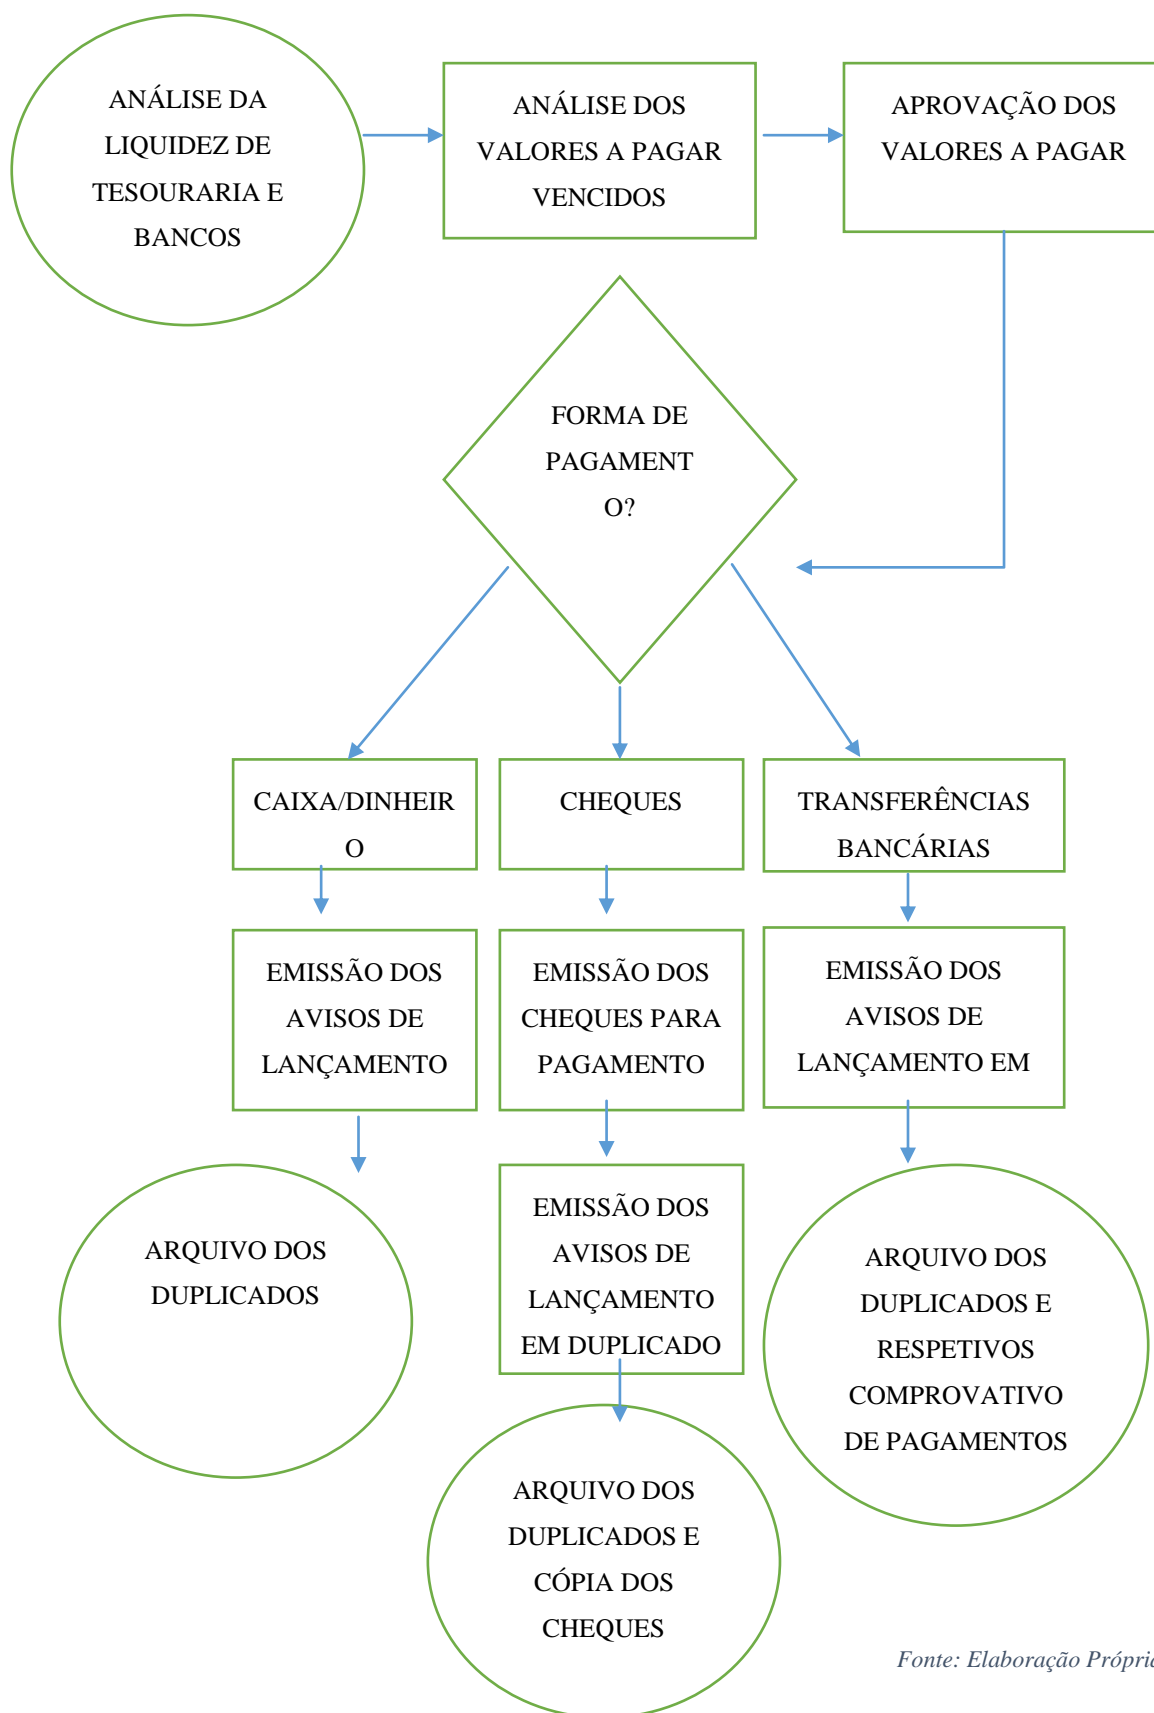 ANÁLISE DA
LIQUIDEZ DE
TESOURARIA E
BANCOS
ANÁLISE DOS
VALORES A PAGAR
VENCIDOS
APROVAÇÃO DOS
VALORES A PAGAR
FORMA DE
PAGAMENT
O?
CAIXA/DINHEIR
O
CHEQUES
TRANSFERÊNCIAS
BANCÁRIAS
EMISSÃO DOS
AVISOS DE
LANÇAMENTO
EMISSÃO DOS
CHEQUES PARA
PAGAMENTO
EMISSÃO DOS
AVISOS DE
LANÇAMENTO EM
ARQUIVO DOS
DUPLICADOS
EMISSÃO DOS
AVISOS DE
LANÇAMENTO
EM DUPLICADO
ARQUIVO DOS
DUPLICADOS E
RESPETIVOS
COMPROVATIVO
DE PAGAMENTOS
ARQUIVO DOS
DUPLICADOS E
CÓPIA DOS
CHEQUES
Fonte: Elaboração Própria